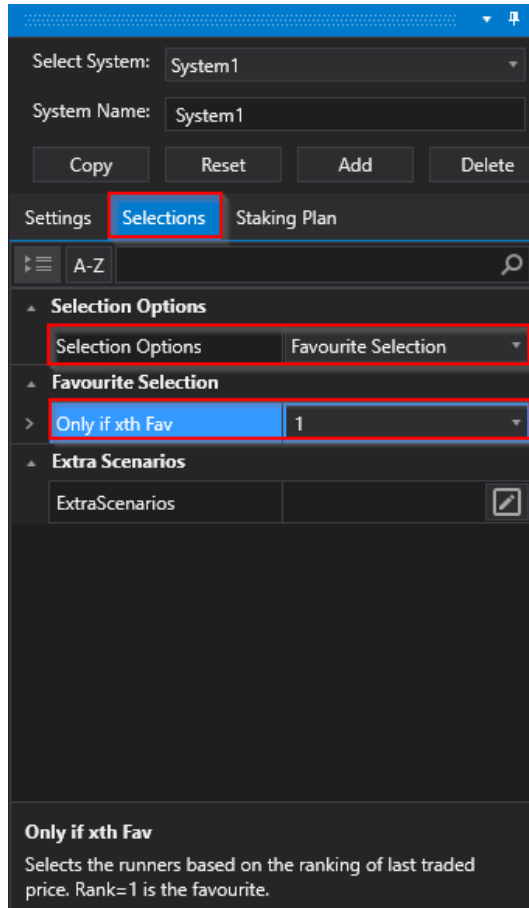 Select System: System1
System Name: System1
Copy Reset Add Delete
Settings Selections Staking Plan
A-Z
Selection Options
Selection Options Favourite Selection
Favourite Selection
Only if xth Fav 1
Extra Scenarios
ExtraScenarios
Only if xth Fav
Selects the runners based on the ranking of last traded
price. Rank=1 is the favourite.